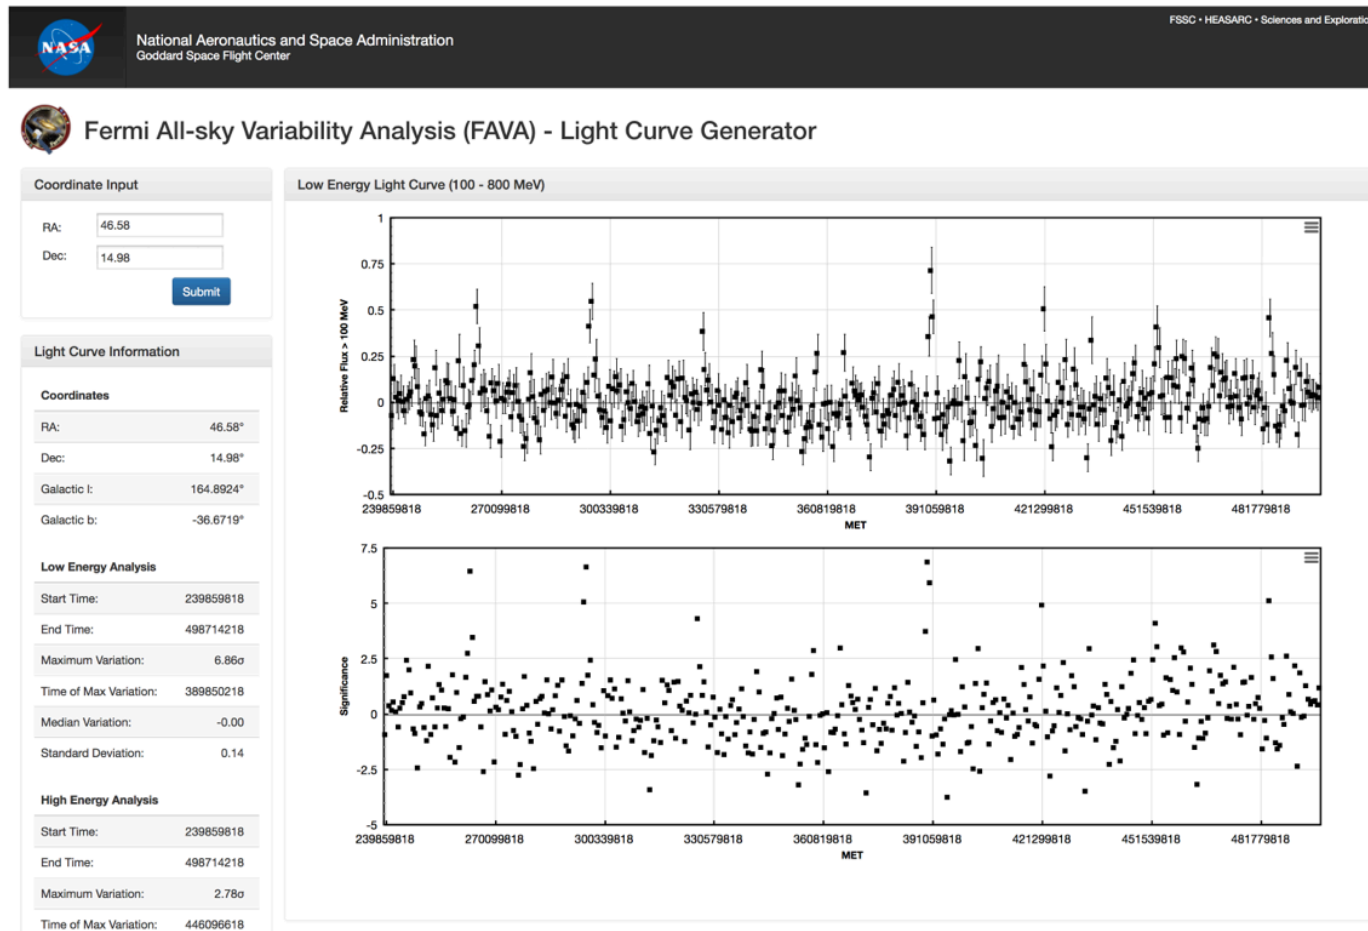 FSSC • HEASARC • Sciences and Exploratio
NASA
National Aeronautics and Space Administration
Goddard Space Flight Center
Fermi All-sky Variability Analysis (FAVA) - Light Curve Generator
Coordinate Input
RA: 46.58
Dec: 14.98
Submit
Light Curve Information
Coordinates
RA: 46.58°
Dec: 14.98°
Galactic l: 164.8924°
Galactic b: -36.6719°
Low Energy Analysis
Start Time: 239859818
End Time: 498714218
Maximum Variation: 6.86σ
Time of Max Variation: 389850218
Median Variation: -0.00
Standard Deviation: 0.14
High Energy Analysis
Start Time: 239859818
End Time: 498714218
Maximum Variation: 2.78σ
Time of Max Variation: 446096618
Low Energy Light Curve (100 - 800 MeV)
Relative Flux > 100 MeV
1
0.75
0.5
0.25
0
-0.25
-0.5
239859818 270099818 300339818 330579818 360819818 391059818 421299818 451539818 481779818
MET
Significance
7.5
5
2.5
0
-2.5
-5
239859818 270099818 300339818 330579818 360819818 391059818 421299818 451539818 481779818
MET